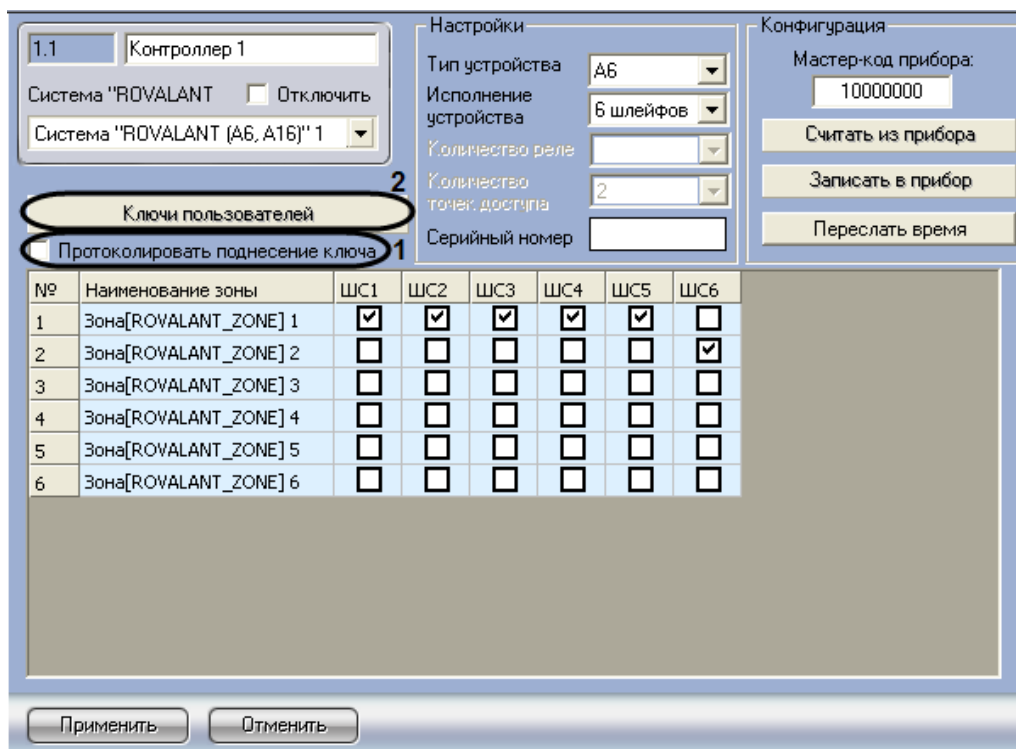 1.1 Контроллер 1
Система "ROVALANT Отключить
Система "ROVALANT (A6, A16)" 1
2
Ключи пользователей
Протоколировать поднесение ключа 1
Настройки
Тип устройства A6
Исполнение устройства 6 шлейфов
Количество реле
Количество точек доступа 2
Серийный номер
Конфигурация
Мастер-код прибора:
10000000
Считать из прибора
Записать в прибор
Переслать время
№ Наименование зоны ШС1 ШС2 ШС3 ШС4 ШС5 ШС6
1 Зона[ROVALANT_ZONE] 1
2 Зона[ROVALANT_ZONE] 2
3 Зона[ROVALANT_ZONE] 3
4 Зона[ROVALANT_ZONE] 4
5 Зона[ROVALANT_ZONE] 5
6 Зона[ROVALANT_ZONE] 6
Применить Отменить